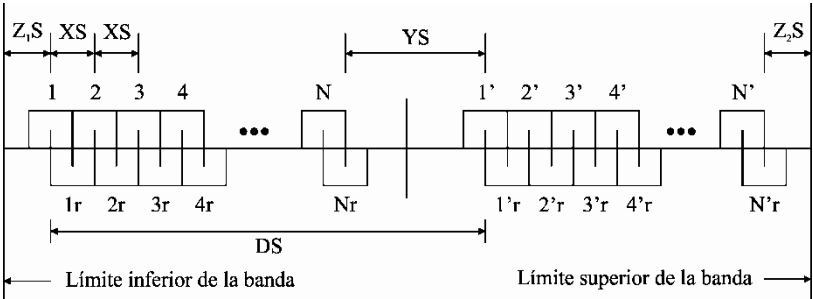 Z₁S XS XS YS Z₂S
1 2 3 4 N 1' 2' 3' 4' N'
••• •••
1r 2r 3r 4r Nr 1'r 2'r 3'r 4'r N'r
DS
Límite inferior de la banda Límite superior de la banda